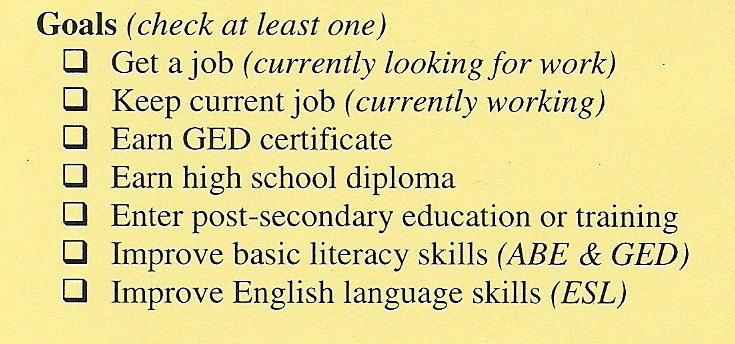 Goals (check at least one)
❑ Get a job (currently looking for work)
❑ Keep current job (currently working)
❑ Earn GED certificate
❑ Earn high school diploma
❑ Enter post-secondary education or training
❑ Improve basic literacy skills (ABE & GED)
❑ Improve English language skills (ESL)